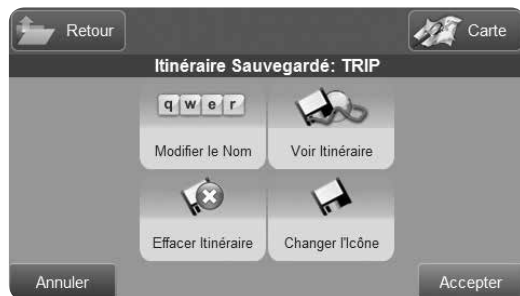 Retour
Carte
Itinéraire Sauvegardé: TRIP
q w e r
Modifier le Nom
Voir Itinéraire
Effacer Itinéraire
Changer l'Icône
Annuler
Accepter